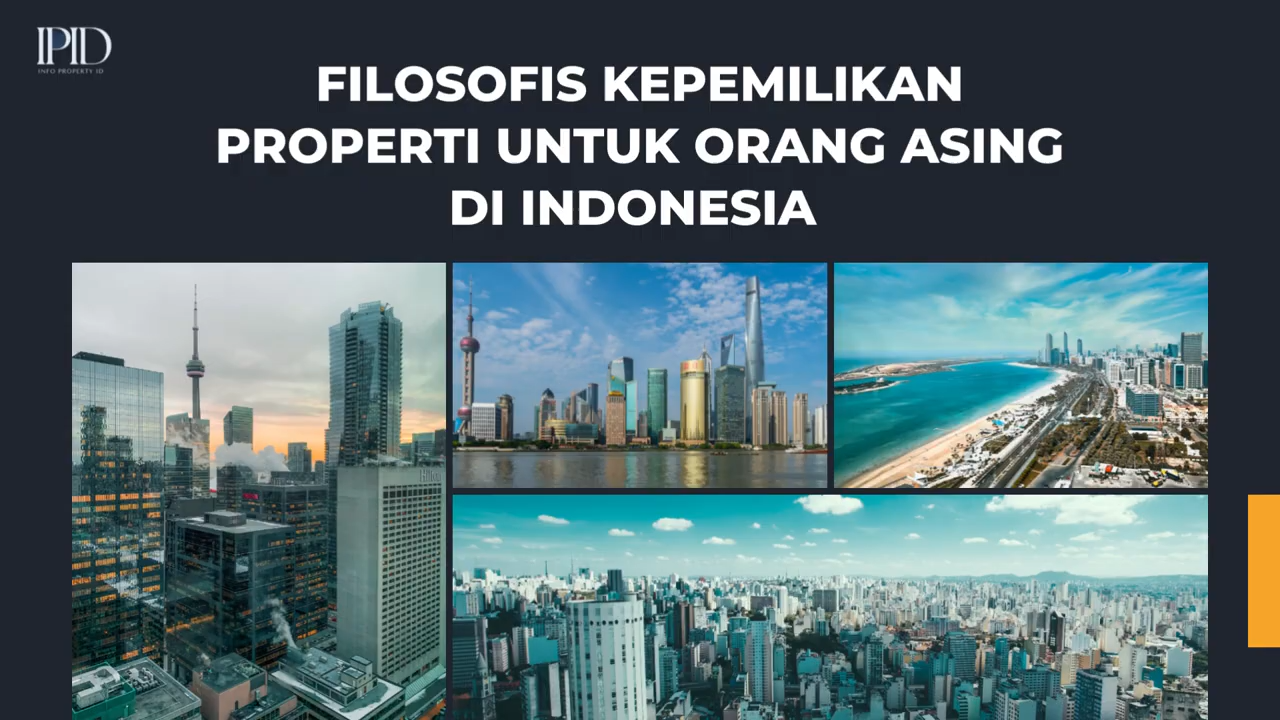 IPID
INFO PROPERTY ID
FILOSOFIS KEPEMILIKAN
PROPERTI UNTUK ORANG ASING
DI INDONESIA